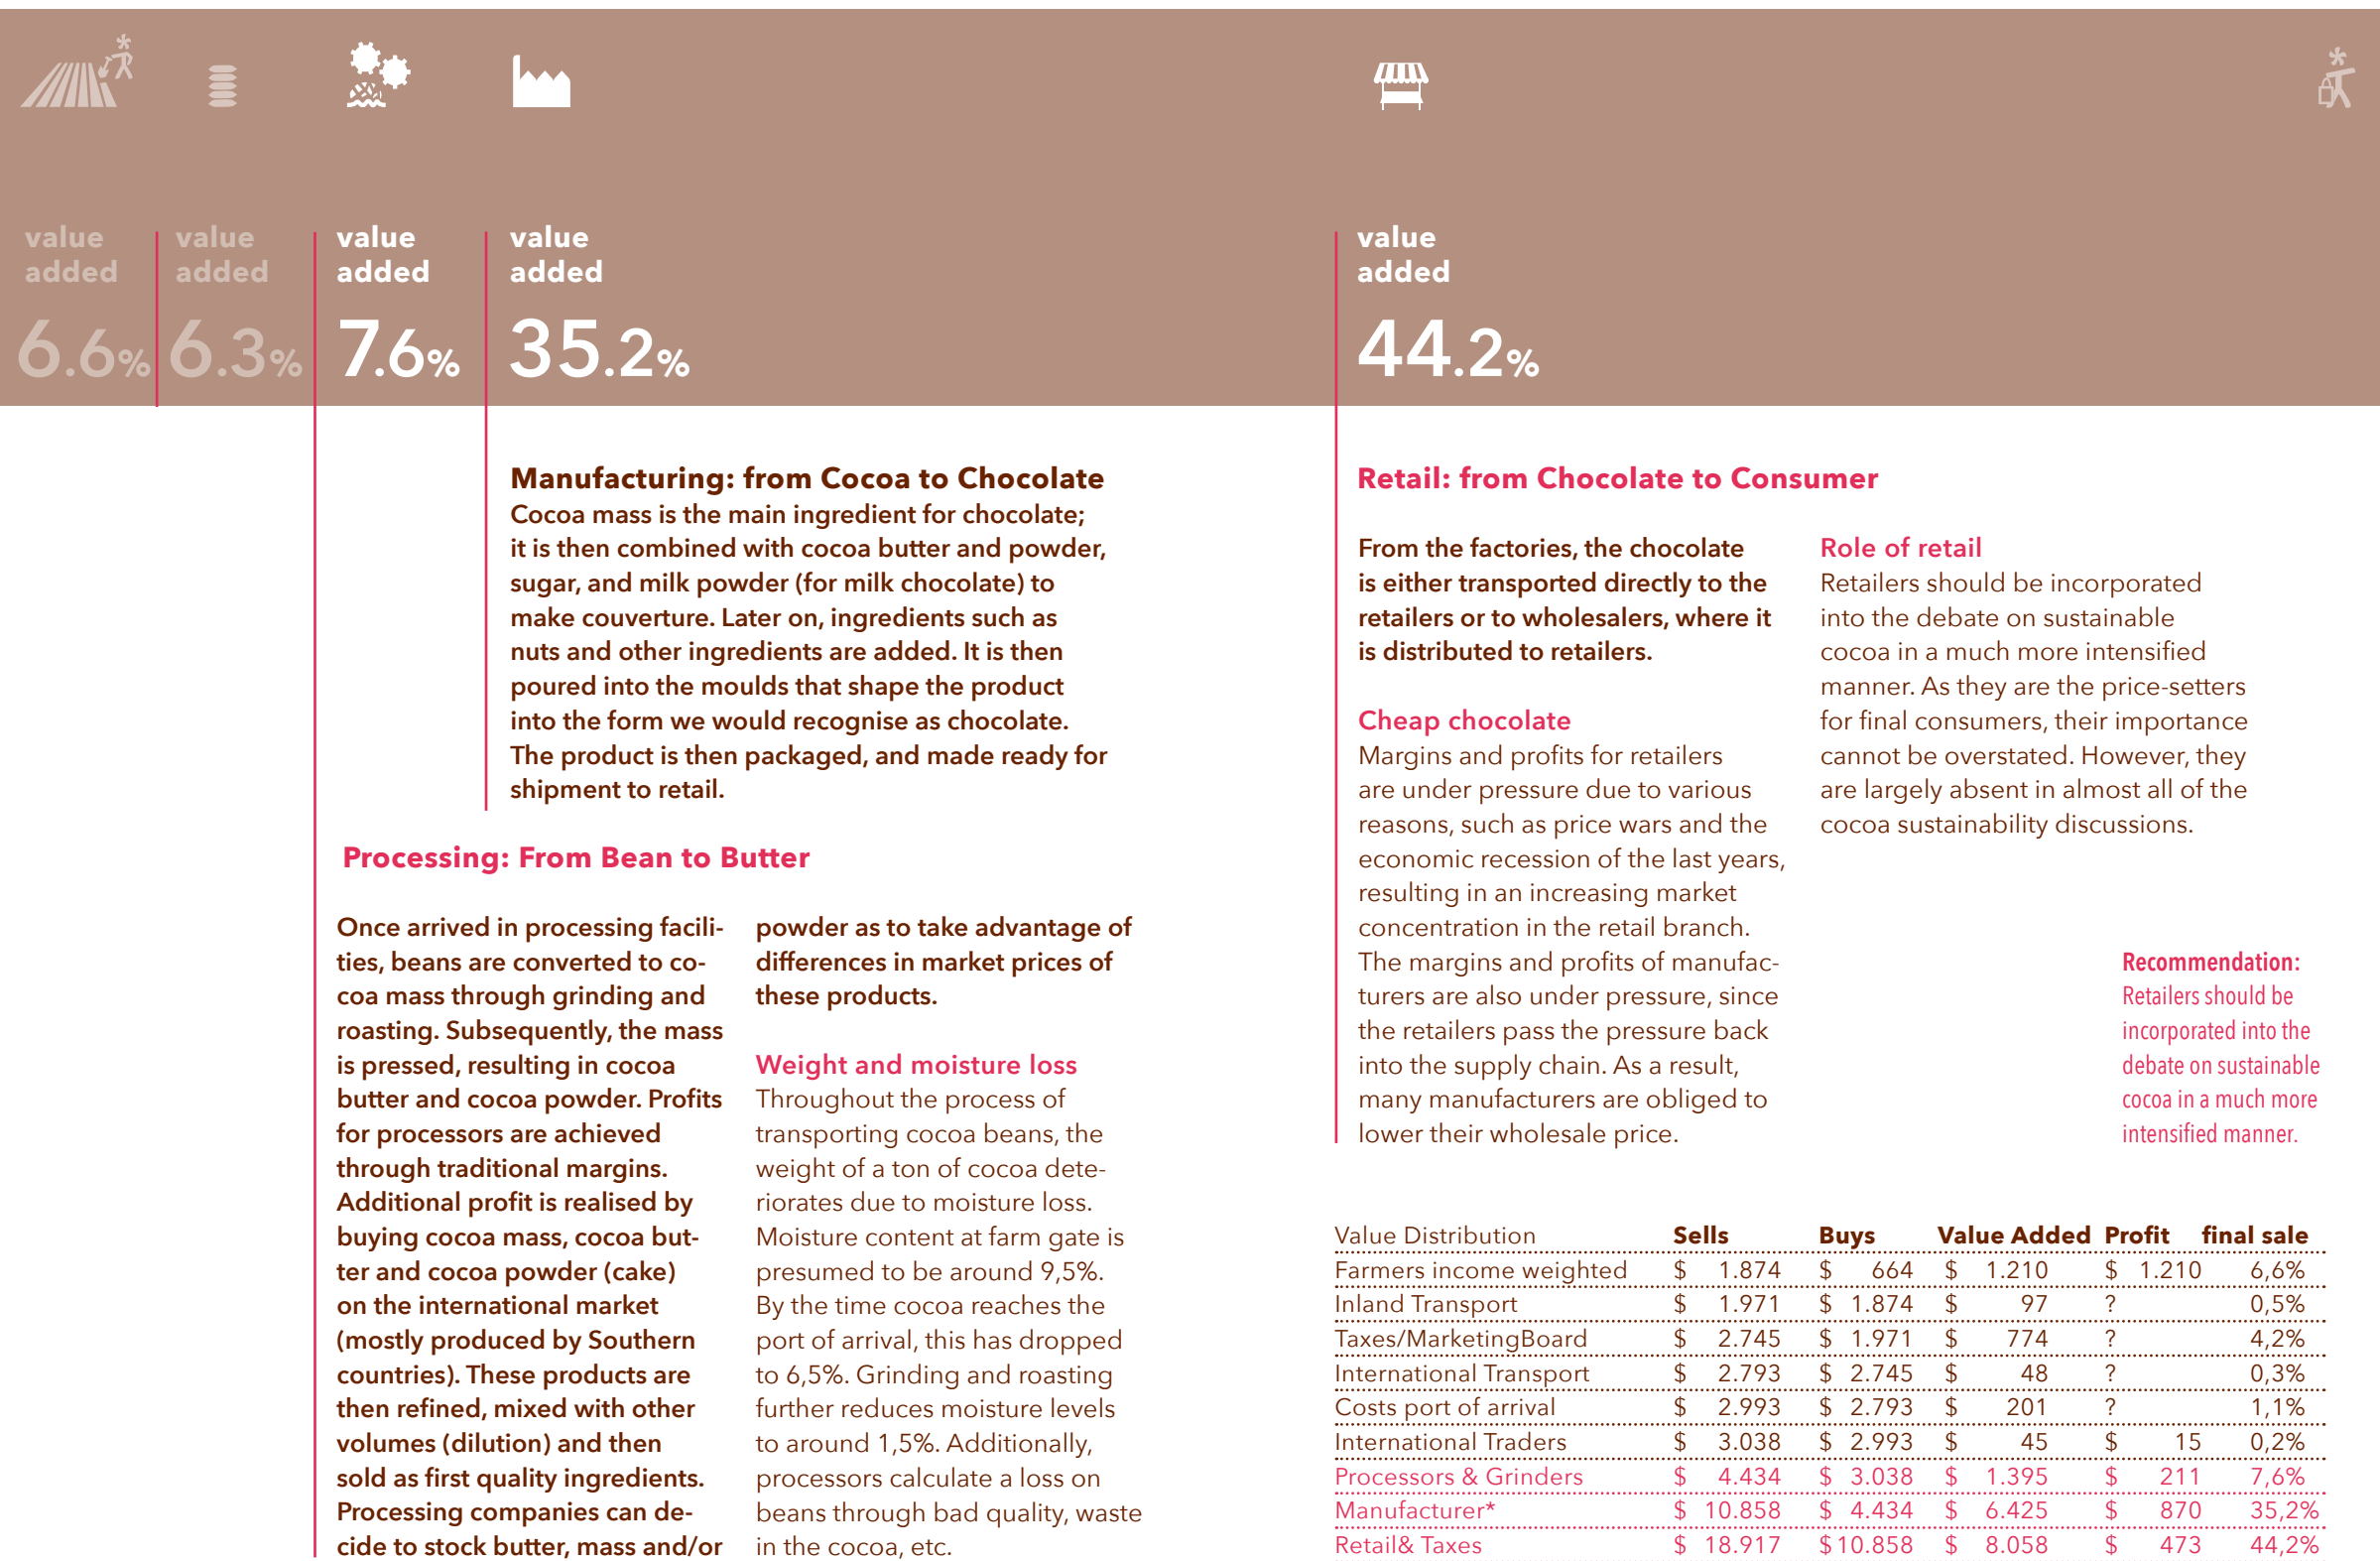 value
added
6.6%
value
added
6.3%
value
added
7.6%
value
added
35.2%
value
added
44.2%
Manufacturing: from Cocoa to Chocolate
Cocoa mass is the main ingredient for chocolate;
it is then combined with cocoa butter and powder,
sugar, and milk powder (for milk chocolate) to
make couverture. Later on, ingredients such as
nuts and other ingredients are added. It is then
poured into the moulds that shape the product
into the form we would recognise as chocolate.
The product is then packaged, and made ready for
shipment to retail.
Processing: From Bean to Butter
Once arrived in processing facili-
ties, beans are converted to co-
coa mass through grinding and
roasting. Subsequently, the mass
is pressed, resulting in cocoa
butter and cocoa powder. Profits
for processors are achieved
through traditional margins.
Additional profit is realised by
buying cocoa mass, cocoa but-
ter and cocoa powder (cake)
on the international market
(mostly produced by Southern
countries). These products are
then refined, mixed with other
volumes (dilution) and then
sold as first quality ingredients.
Processing companies can de-
cide to stock butter, mass and/or
powder as to take advantage of
differences in market prices of
these products.
Weight and moisture loss
Throughout the process of
transporting cocoa beans, the
weight of a ton of cocoa dete-
riorates due to moisture loss.
Moisture content at farm gate is
presumed to be around 9,5%.
By the time cocoa reaches the
port of arrival, this has dropped
to 6,5%. Grinding and roasting
further reduces moisture levels
to around 1,5%. Additionally,
processors calculate a loss on
beans through bad quality, waste
in the cocoa, etc.
Retail: from Chocolate to Consumer
From the factories, the chocolate
is either transported directly to the
retailers or to wholesalers, where it
is distributed to retailers.
Cheap chocolate
Margins and profits for retailers
are under pressure due to various
reasons, such as price wars and the
economic recession of the last years,
resulting in an increasing market
concentration in the retail branch.
The margins and profits of manufac-
turers are also under pressure, since
the retailers pass the pressure back
into the supply chain. As a result,
many manufacturers are obliged to
lower their wholesale price.
Role of retail
Retailers should be incorporated
into the debate on sustainable
cocoa in a much more intensified
manner. As they are the price-setters
for final consumers, their importance
cannot be overstated. However, they
are largely absent in almost all of the
cocoa sustainability discussions.
Recommendation:
Retailers should be
incorporated into the
debate on sustainable
cocoa in a much more
intensified manner.
Value Distribution Sells Buys Value Added Profit final sale
Farmers income weighted $ 1.874 $ 664 $ 1.210 $ 1.210 6,6%
Inland Transport $ 1.971 $ 1.874 $ 97 ? 0,5%
Taxes/MarketingBoard $ 2.745 $ 1.971 $ 774 ? 4,2%
International Transport $ 2.793 $ 2.745 $ 48 ? 0,3%
Costs port of arrival $ 2.993 $ 2.793 $ 201 ? 1,1%
International Traders $ 3.038 $ 2.993 $ 45 $ 15 0,2%
Processors & Grinders $ 4.434 $ 3.038 $ 1.395 $ 211 7,6%
Manufacturer* $ 10.858 $ 4.434 $ 6.425 $ 870 35,2%
Retail& Taxes $ 18.917 $ 10.858 $ 8.058 $ 473 44,2%